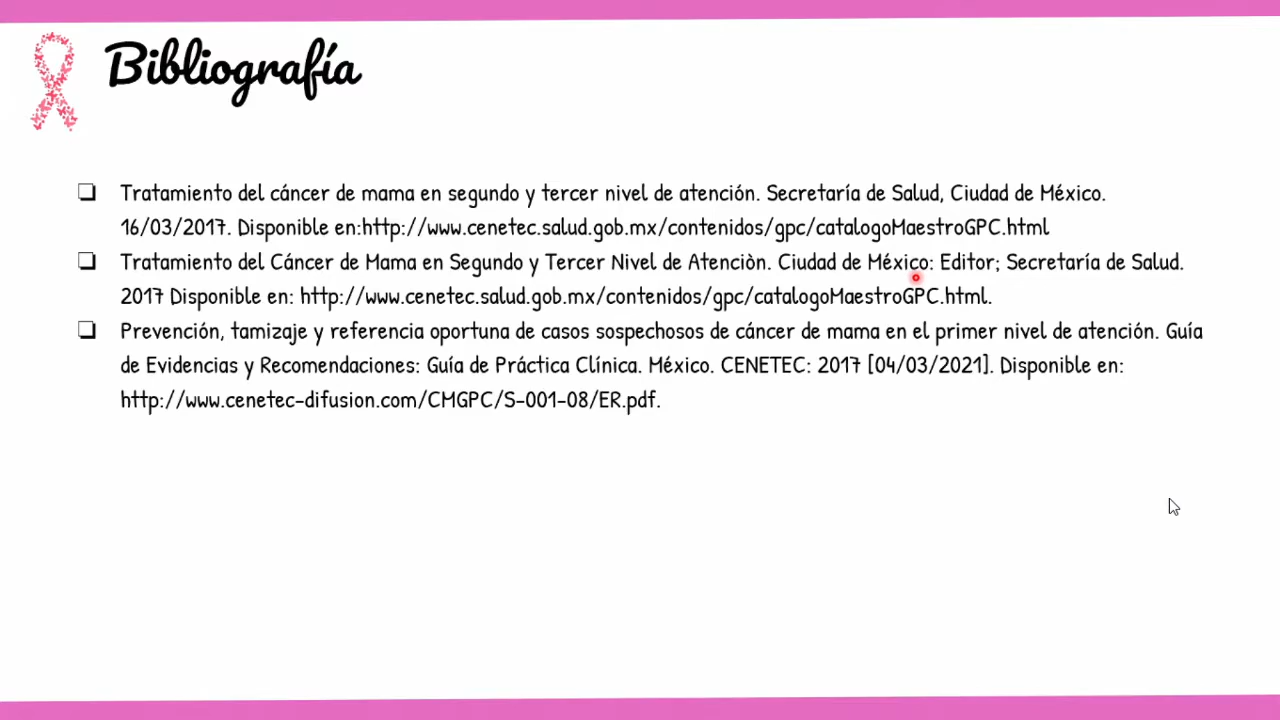 Bibliografía
Tratamiento del cáncer de mama en segundo y tercer nivel de atención. Secretaría de Salud, Ciudad de México.
16/03/2017. Disponible en:http://www.cenetec.salud.gob.mx/contenidos/gpc/catalogoMaestroGPC.html
Tratamiento del Cáncer de Mama en Segundo y Tercer Nivel de Atenciòn. Ciudad de México: Editor; Secretaría de Salud.
2017 Disponible en: http://www.cenetec.salud.gob.mx/contenidos/gpc/catalogoMaestroGPC.html.
Prevención, tamizaje y referencia oportuna de casos sospechosos de cáncer de mama en el primer nivel de atención. Guía
de Evidencias y Recomendaciones: Guía de Práctica Clínica. México. CENETEC: 2017 [04/03/2021]. Disponible en:
http://www.cenetec-difusion.com/CMGPC/S-001-08/ER.pdf.